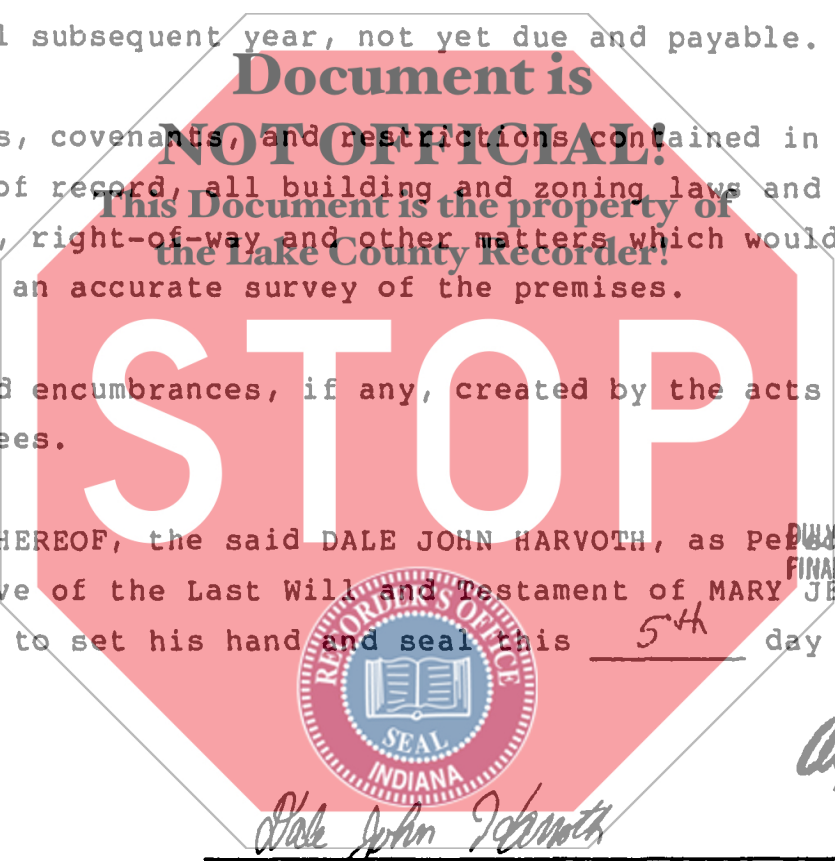 l subsequent year, not yet due and payable.
Document is
s, covenants, and restrictions contained in
NOT OFFICIAL!
of record, all building and zoning laws and
This Document is the property of
, right-of-way and other matters which would
the Lake County Recorder!
an accurate survey of the premises.
STOP
d encumbrances, if any, created by the acts
ees.
HEREOF, the said DALE JOHN HARVOTH, as Pe
DULY
FINAL
ve of the Last Will and Testament of MARY JE
to set his hand and seal this 5th day
RECORDER'S OFFICE
SEAL
INDIANA
Dale John Harvoth